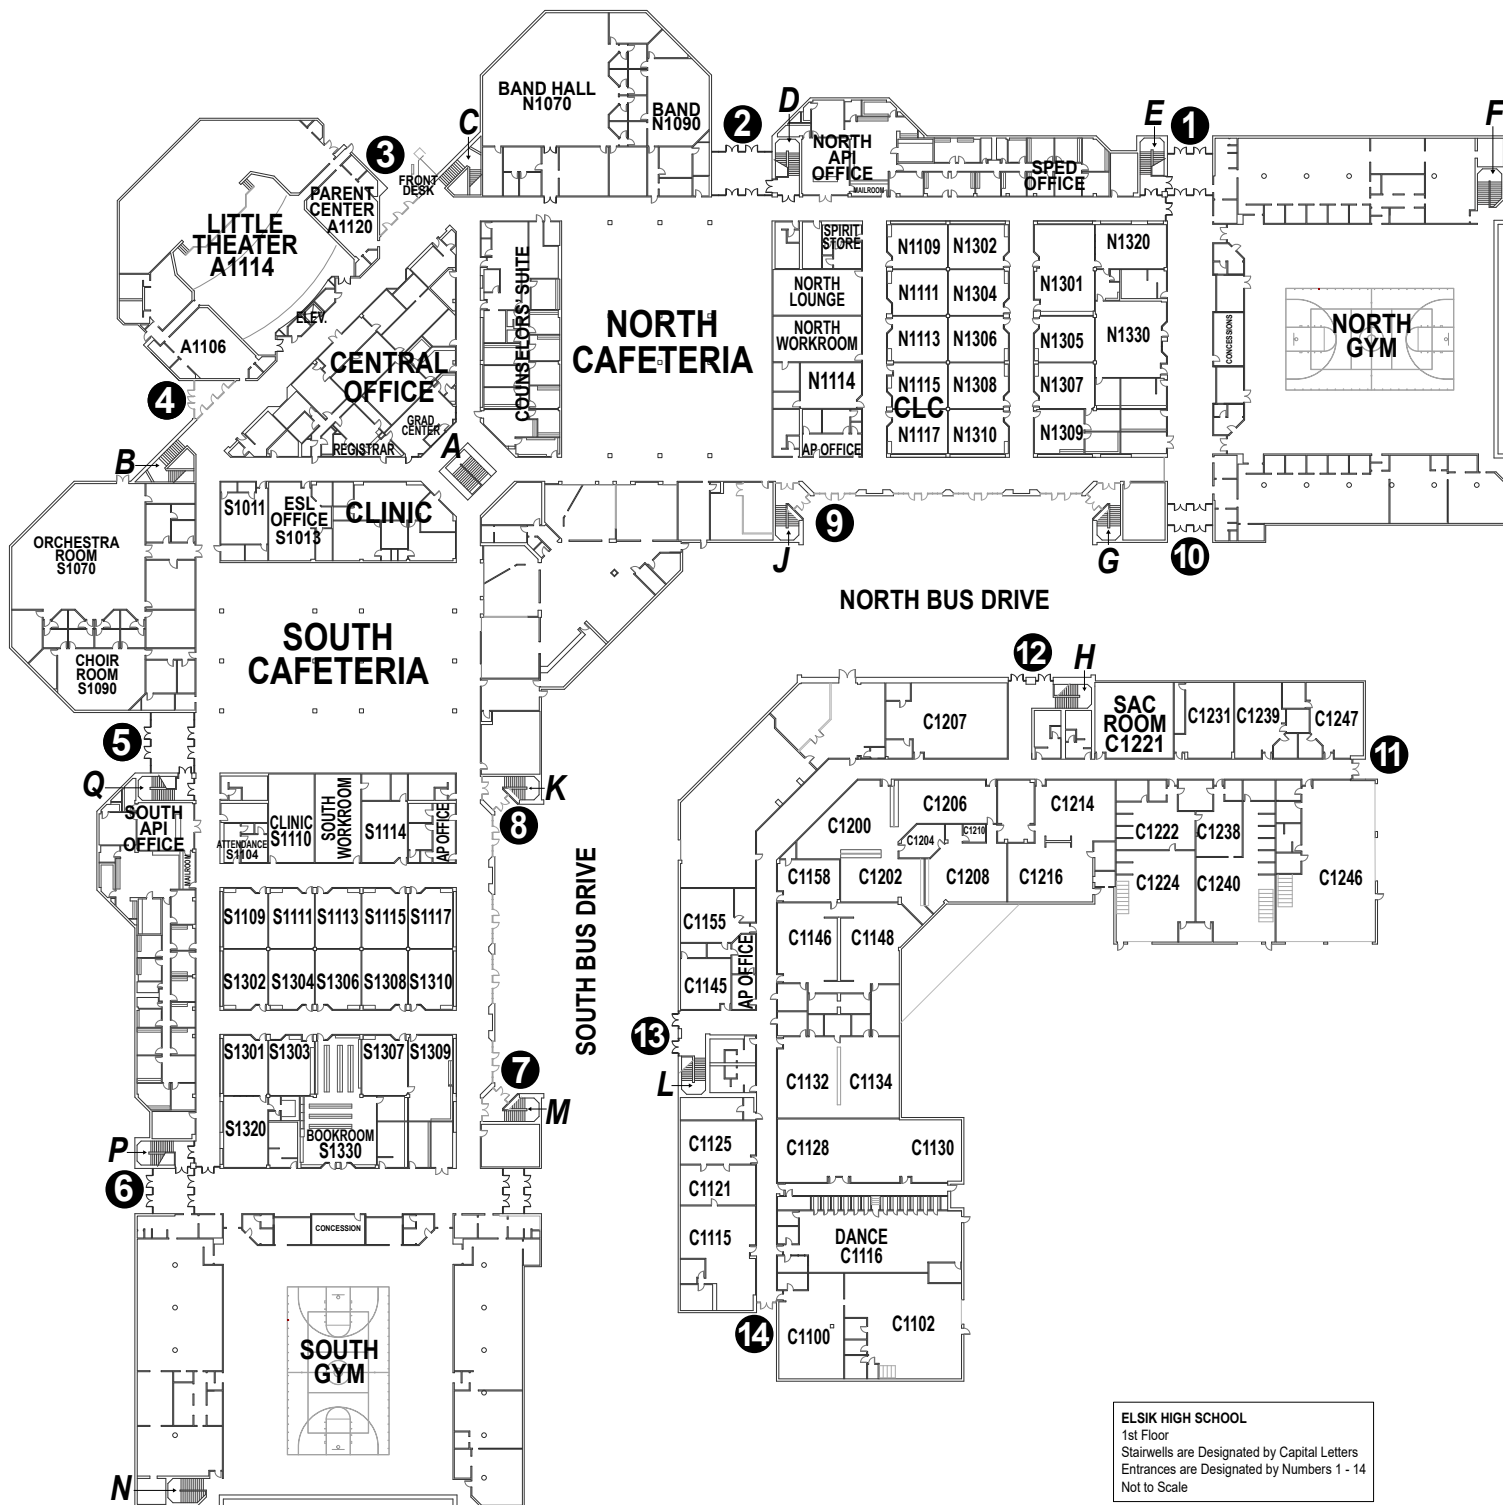 BAND HALL
N1070
BAND
N1090
C
D
2
E
1
F
3
FRONT
DESK
NORTH
API
OFFICE
MAILROOM
SPED
OFFICE
PARENT
CENTER
A1120
LITTLE
THEATER
A1114
ELEV.
A1106
4
B
CENTRAL
OFFICE
GRAD
CENTER
REGISTRAR
A
COUNSELORS' SUITE
NORTH
CAFETERIA
SPIRIT
STORE
NORTH
LOUNGE
NORTH
WORKROOM
N1114
AP OFFICE
N1109
N1302
N1111
N1304
N1113
N1306
N1115
N1308
CLC
N1117
N1310
N1301
N1320
N1305
N1330
N1307
N1309
CONCESSIONS
NORTH
GYM
S1011
ESL
OFFICE
S1013
CLINIC
ORCHESTRA
ROOM
S1070
CHOIR
ROOM
S1090
J
9
G
10
NORTH BUS DRIVE
SOUTH
CAFETERIA
5
Q
SOUTH
API
OFFICE
MAILROOM
ATTENDANCE
S1104
CLINIC
S1110
SOUTH
WORKROOM
S1114
AP OFFICE
K
8
SOUTH BUS DRIVE
S1109
S1111
S1113
S1115
S1117
S1302
S1304
S1306
S1308
S1310
S1301
S1303
S1307
S1309
S1320
BOOKROOM
S1330
7
M
P
6
CONCESSION
SOUTH
GYM
N
12
H
C1207
SAC
ROOM
C1221
C1231
C1239
C1247
11
C1200
C1206
C1204
C1210
C1214
C1222
C1238
C1158
C1202
C1208
C1216
C1224
C1240
C1246
C1155
C1145
AP OFFICE
C1146
C1148
13
L
C1132
C1134
C1125
C1128
C1130
C1121
C1115
DANCE
C1116
14
C1100
C1102
ELSIK HIGH SCHOOL
1st Floor
Stairwells are Designated by Capital Letters
Entrances are Designated by Numbers 1 - 14
Not to Scale